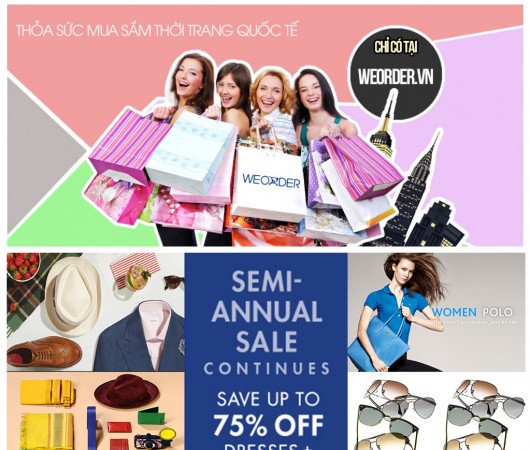 THỎA SỨC MUA SẮM THỜI TRANG QUỐC TẾ
CHỈ CÓ TẠI
WEORDER.VN
WEORDER
SEMI-
ANNUAL
SALE
CONTINUES
SAVE UP TO
75% OFF
DRESSES +
WOMEN POLO